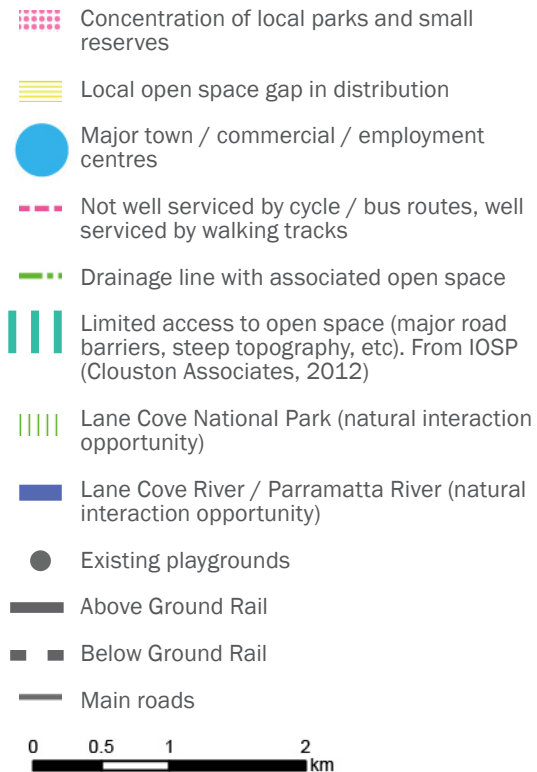 Concentration of local parks and small
reserves
Local open space gap in distribution
Major town / commercial / employment
centres
Not well serviced by cycle / bus routes, well
serviced by walking tracks
Drainage line with associated open space
Limited access to open space (major road
barriers, steep topography, etc). From IOSP
(Clouston Associates, 2012)
Lane Cove National Park (natural interaction
opportunity)
Lane Cove River / Parramatta River (natural
interaction opportunity)
Existing playgrounds
Above Ground Rail
Below Ground Rail
Main roads
0 0.5 1 2
km